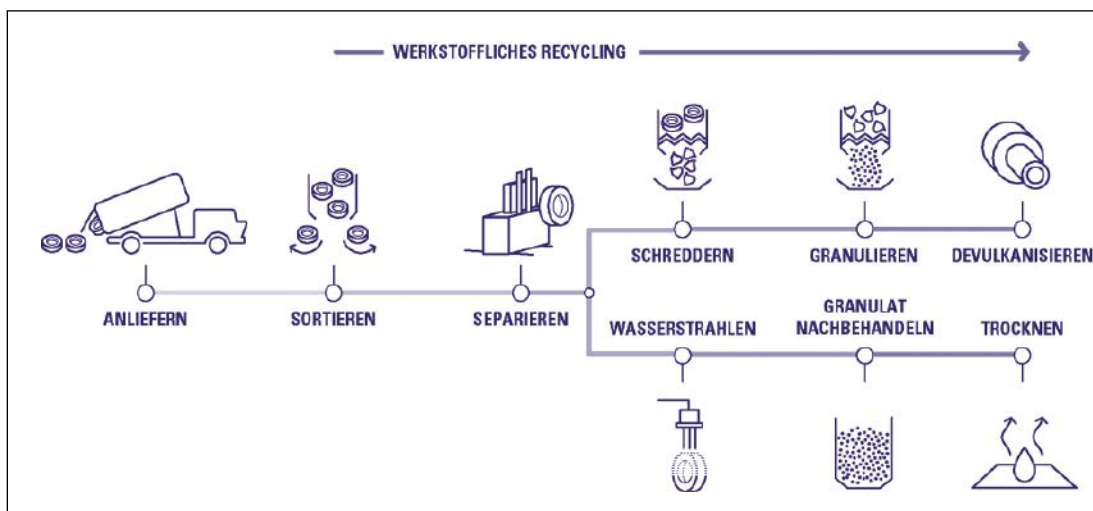 WERKSTOFFLICHES RECYCLING
ANLIEFERN
SORTIEREN
SEPARIEREN
SCHREDDERN
GRANULIEREN
DEVULKANISIEREN
WASSERSTRAHLEN
GRANULAT
NACHBEHANDELN
TROCKNEN